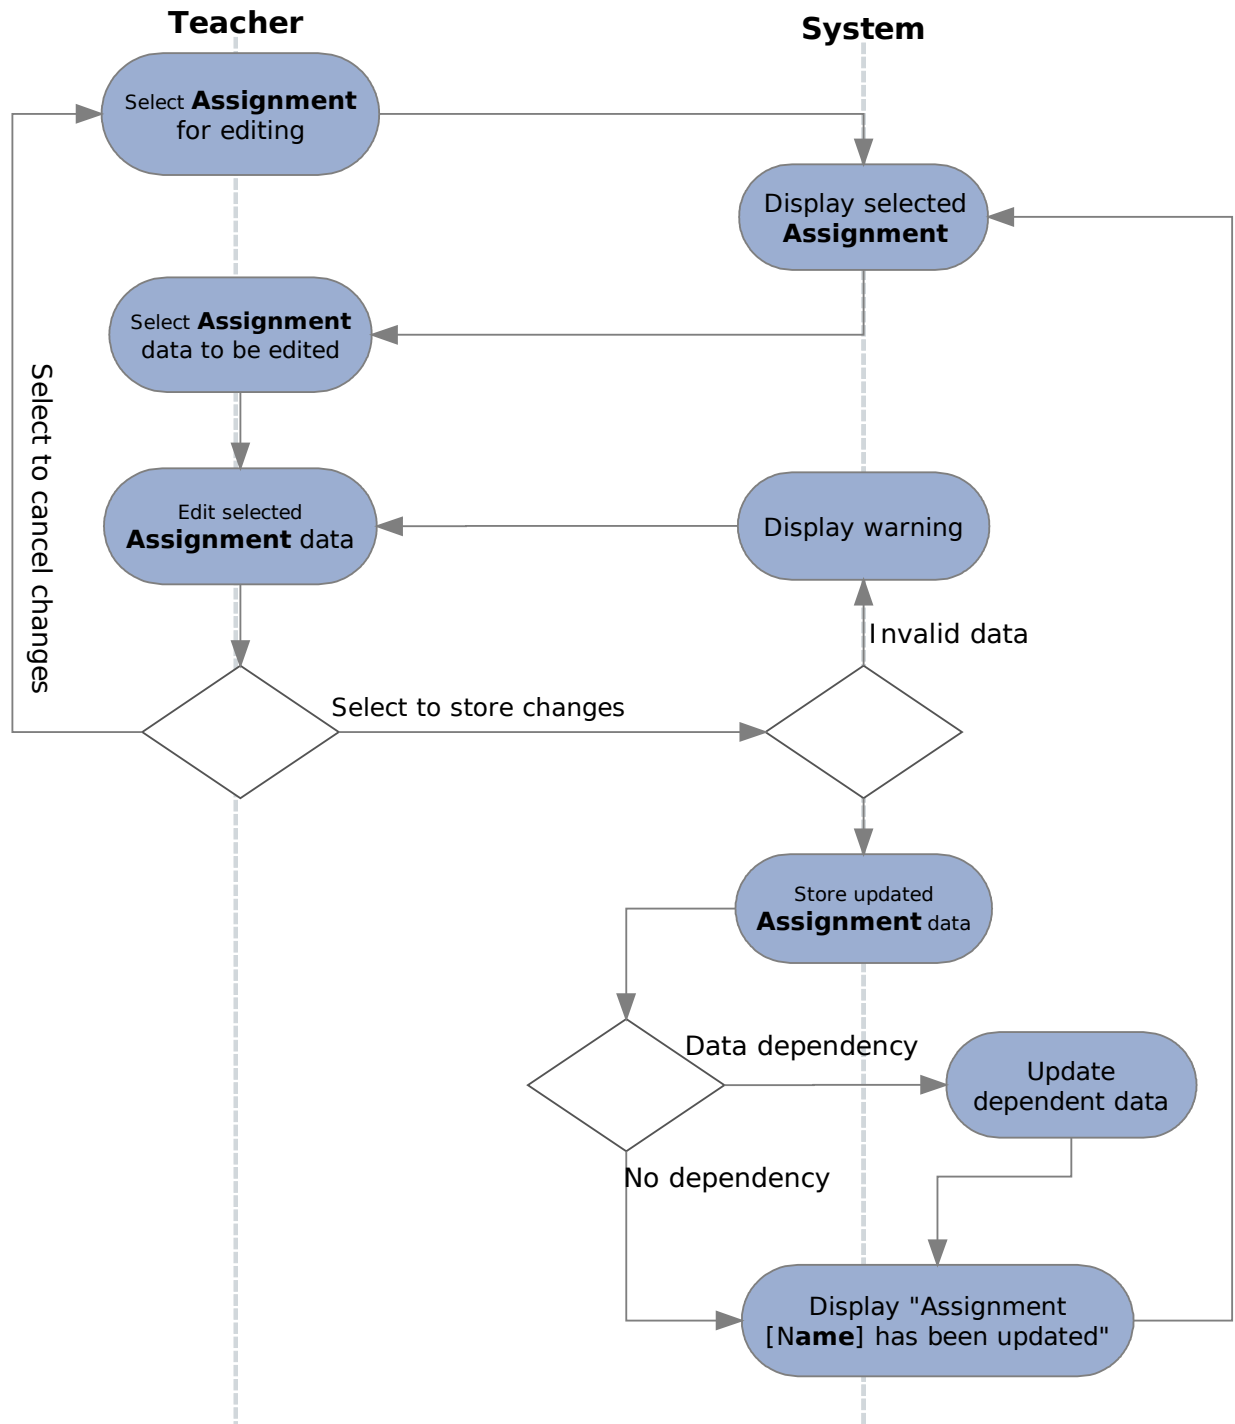 Teacher
System
Select Assignment
for editing
Display selected
Assignment
Select Assignment
data to be edited
Select to cancel changes
Edit selected
Assignment data
Display warning
Invalid data
Select to store changes
Store updated
Assignment data
Data dependency
Update
dependent data
No dependency
Display "Assignment
[Name] has been updated"